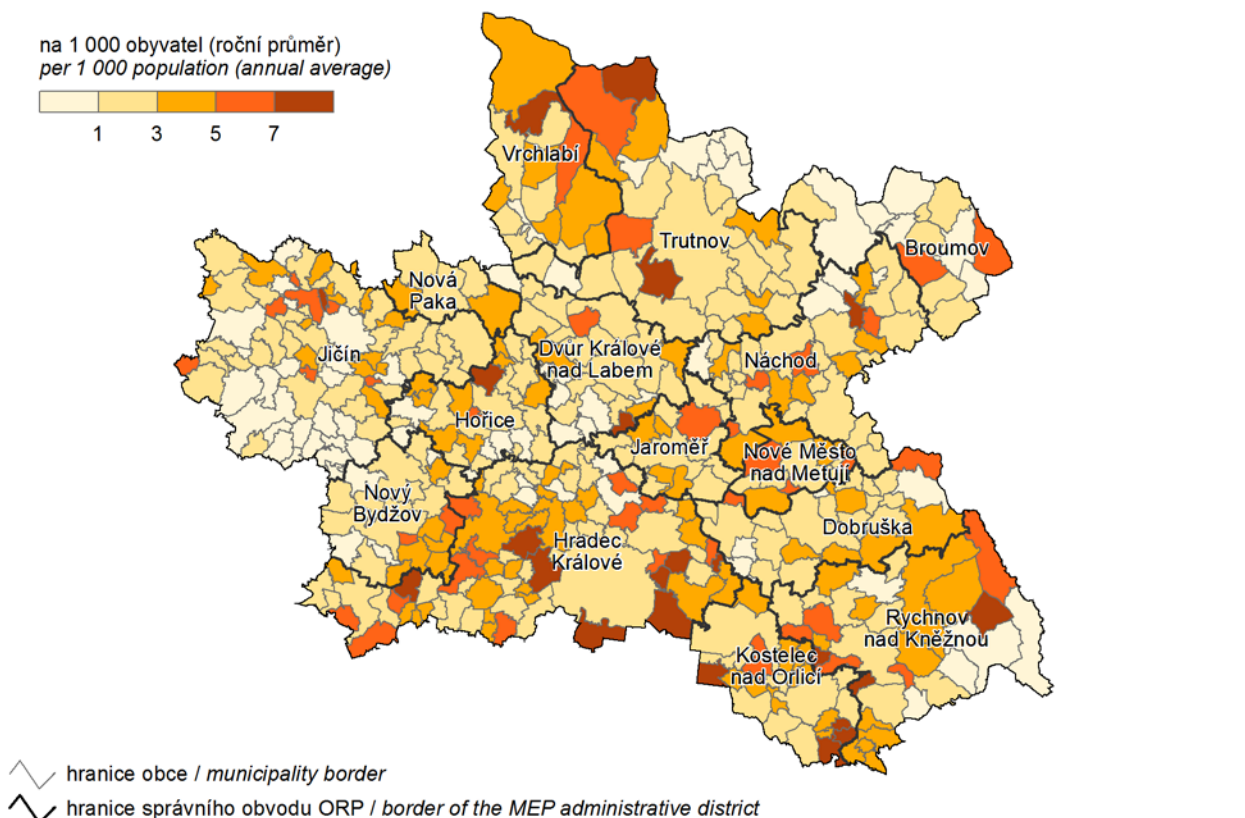 na 1 000 obyvatel (roční průměr)
per 1 000 population (annual average)
1 3 5 7
Vrchlabí
Trutnov
Broumov
Nová
Paka
Jičín
Dvůr Králové
nad Labem
Náchod
Hořice
Jaroměř
Nové Město
nad Metují
Nový
Bydžov
Dobruška
Hradec
Králové
Rychnov
nad Kněžnou
Kostelec
nad Orlicí
hranice obce / municipality border
hranice správního obvodu ORP / border of the MEP administrative district